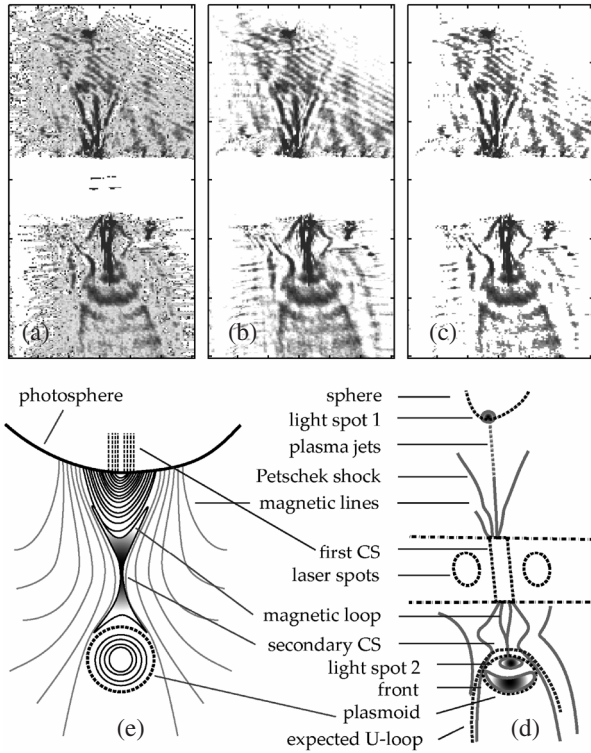 (a)
(b)
(c)
photosphere
sphere
light spot 1
plasma jets
Petschek shock
magnetic lines
first CS
laser spots
magnetic loop
secondary CS
light spot 2
front
plasmoid
expected U-loop
(e)
(d)